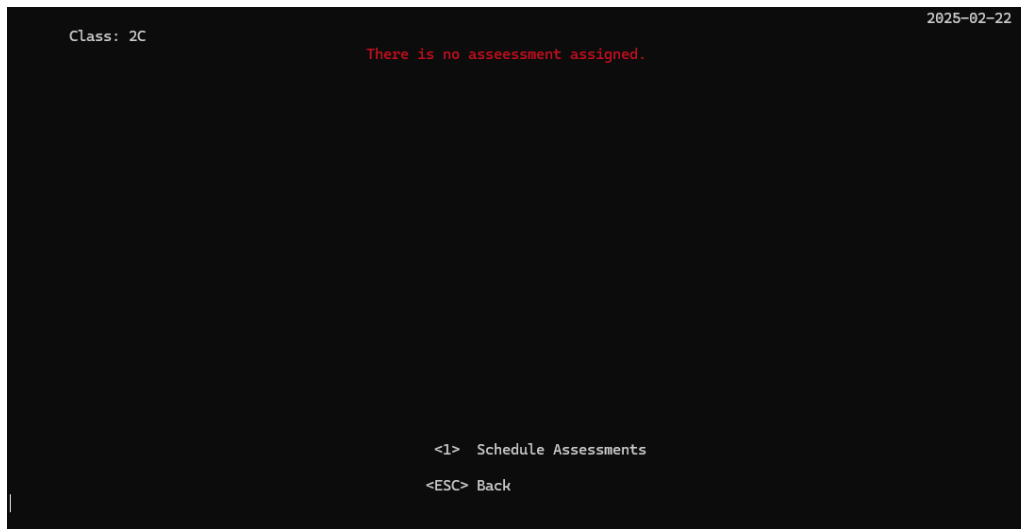 2025-02-22
Class: 2C
There is no asseessment assigned.
<1> Schedule Assessments
<ESC> Back